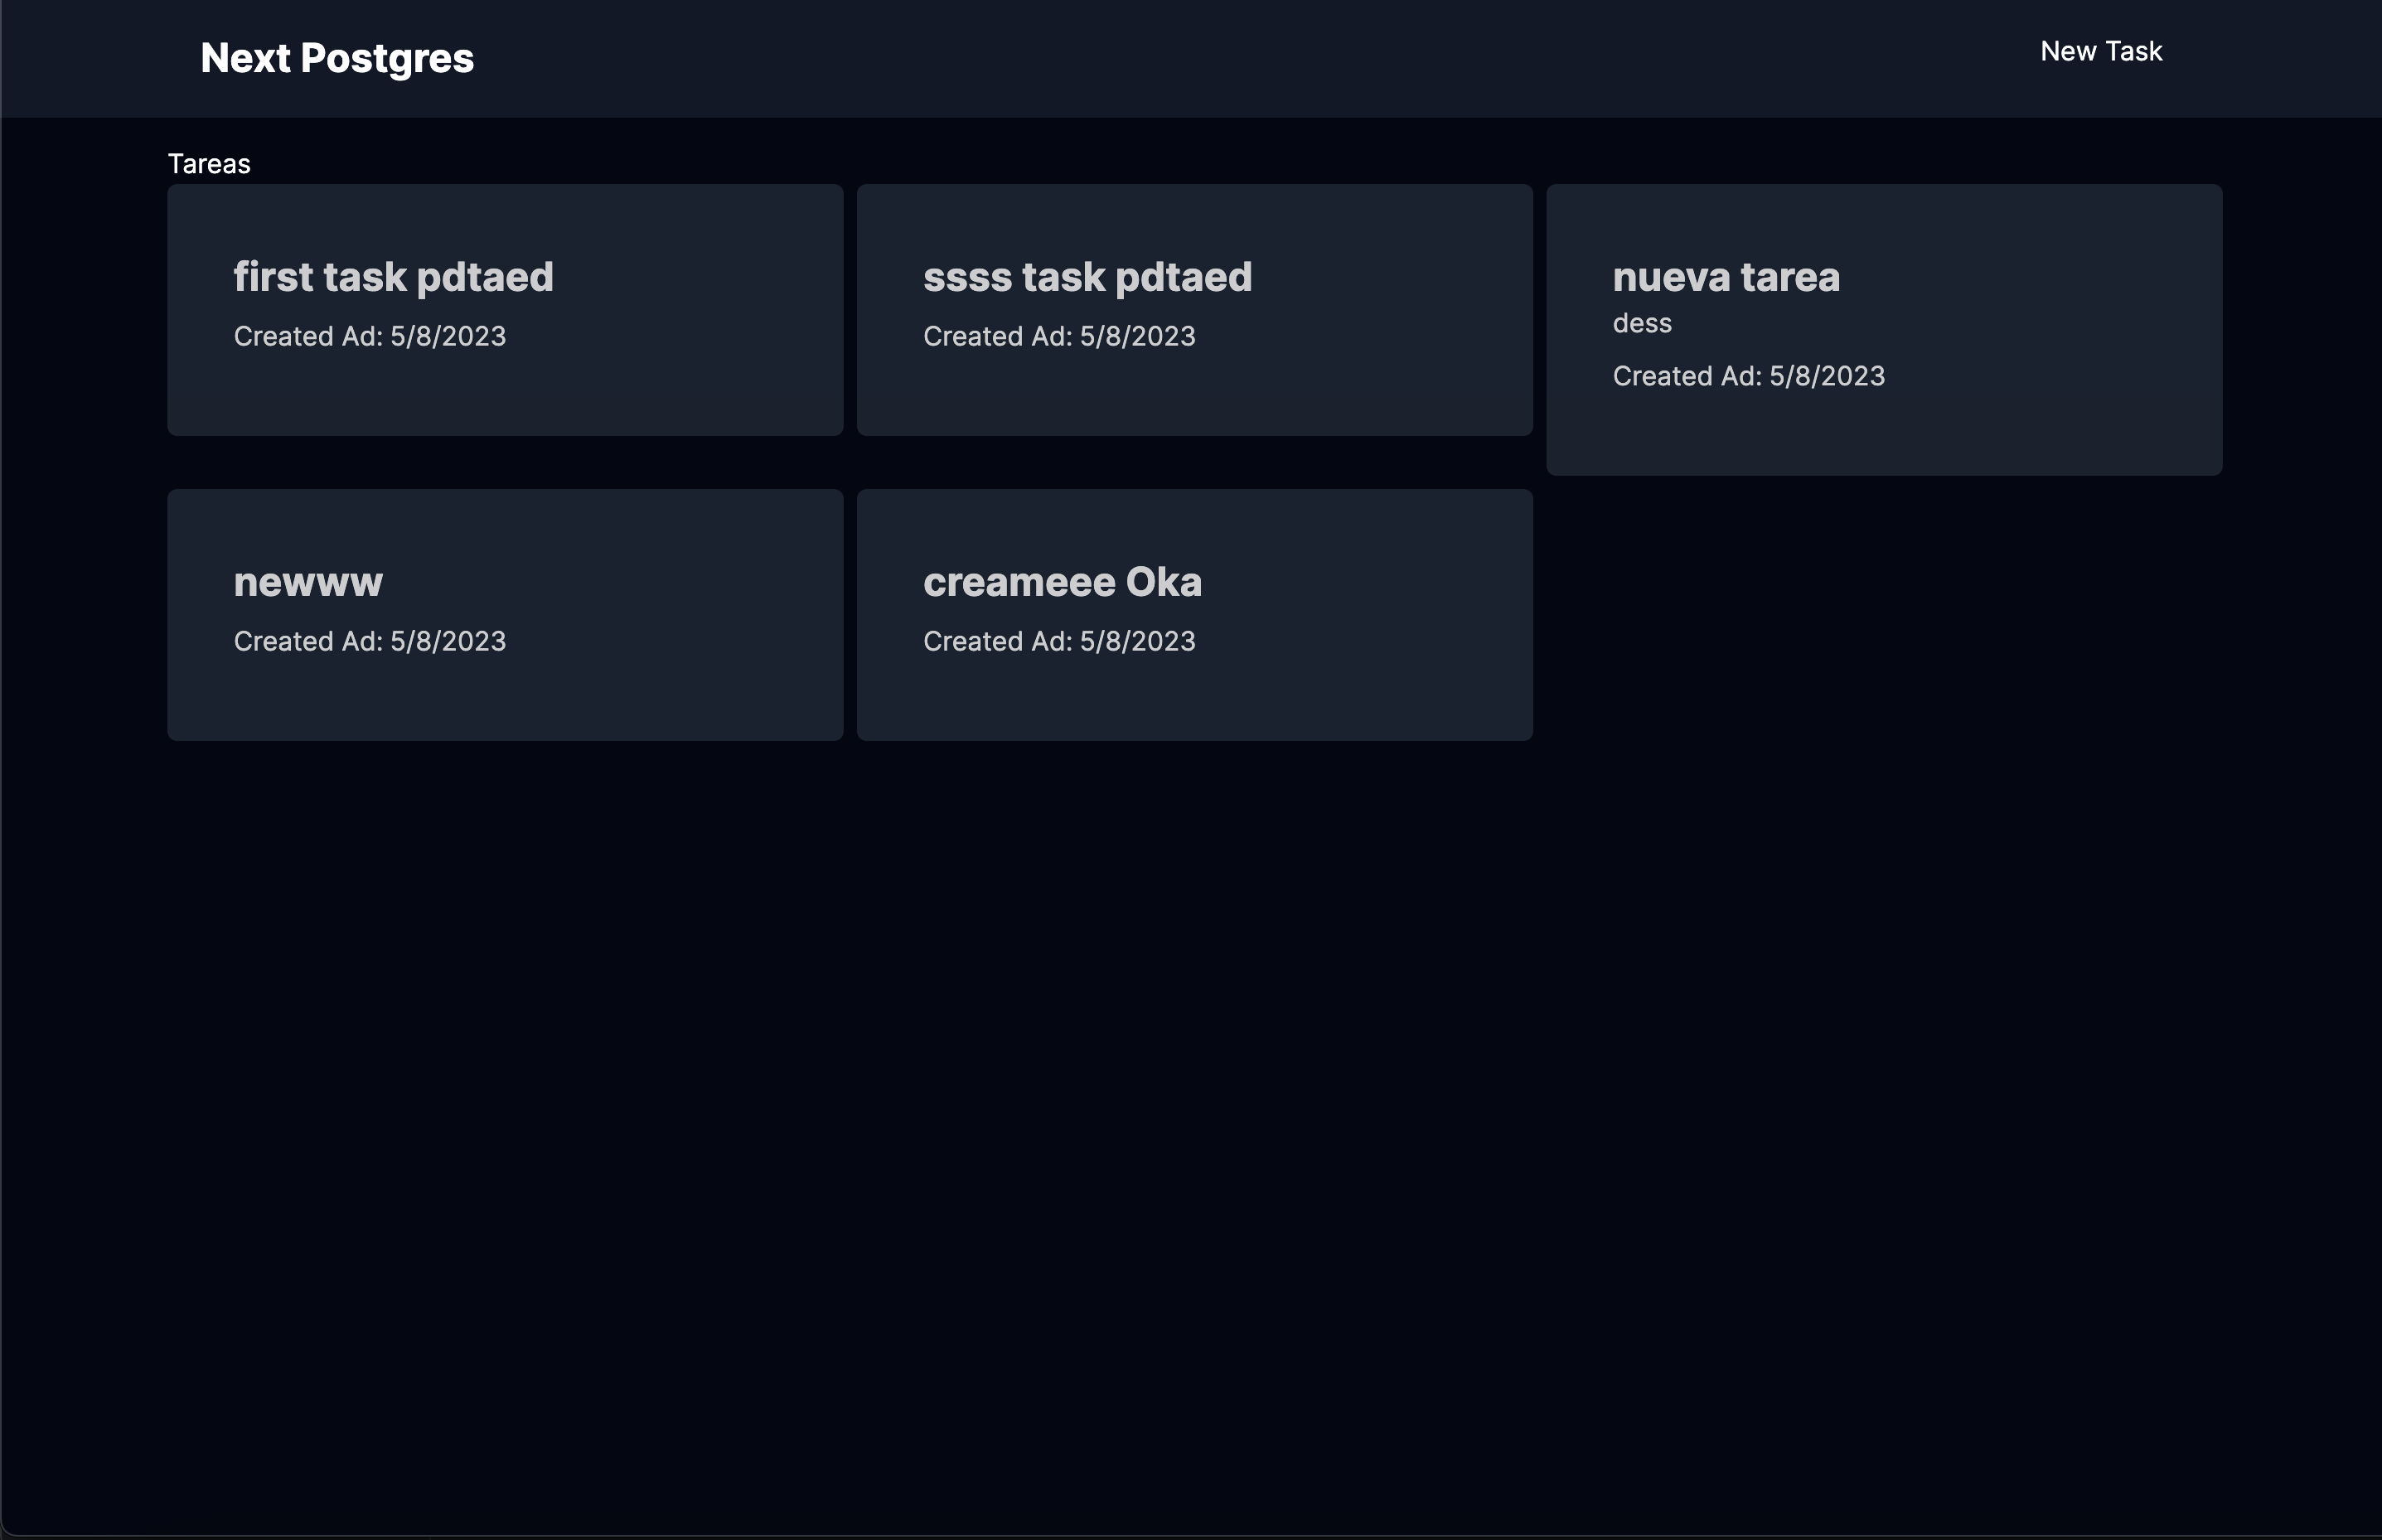 Next Postgres
New Task
Tareas
first task pdtaed
Created Ad: 5/8/2023
ssss task pdtaed
Created Ad: 5/8/2023
nueva tarea
dess
Created Ad: 5/8/2023
newww
Created Ad: 5/8/2023
creameee Oka
Created Ad: 5/8/2023